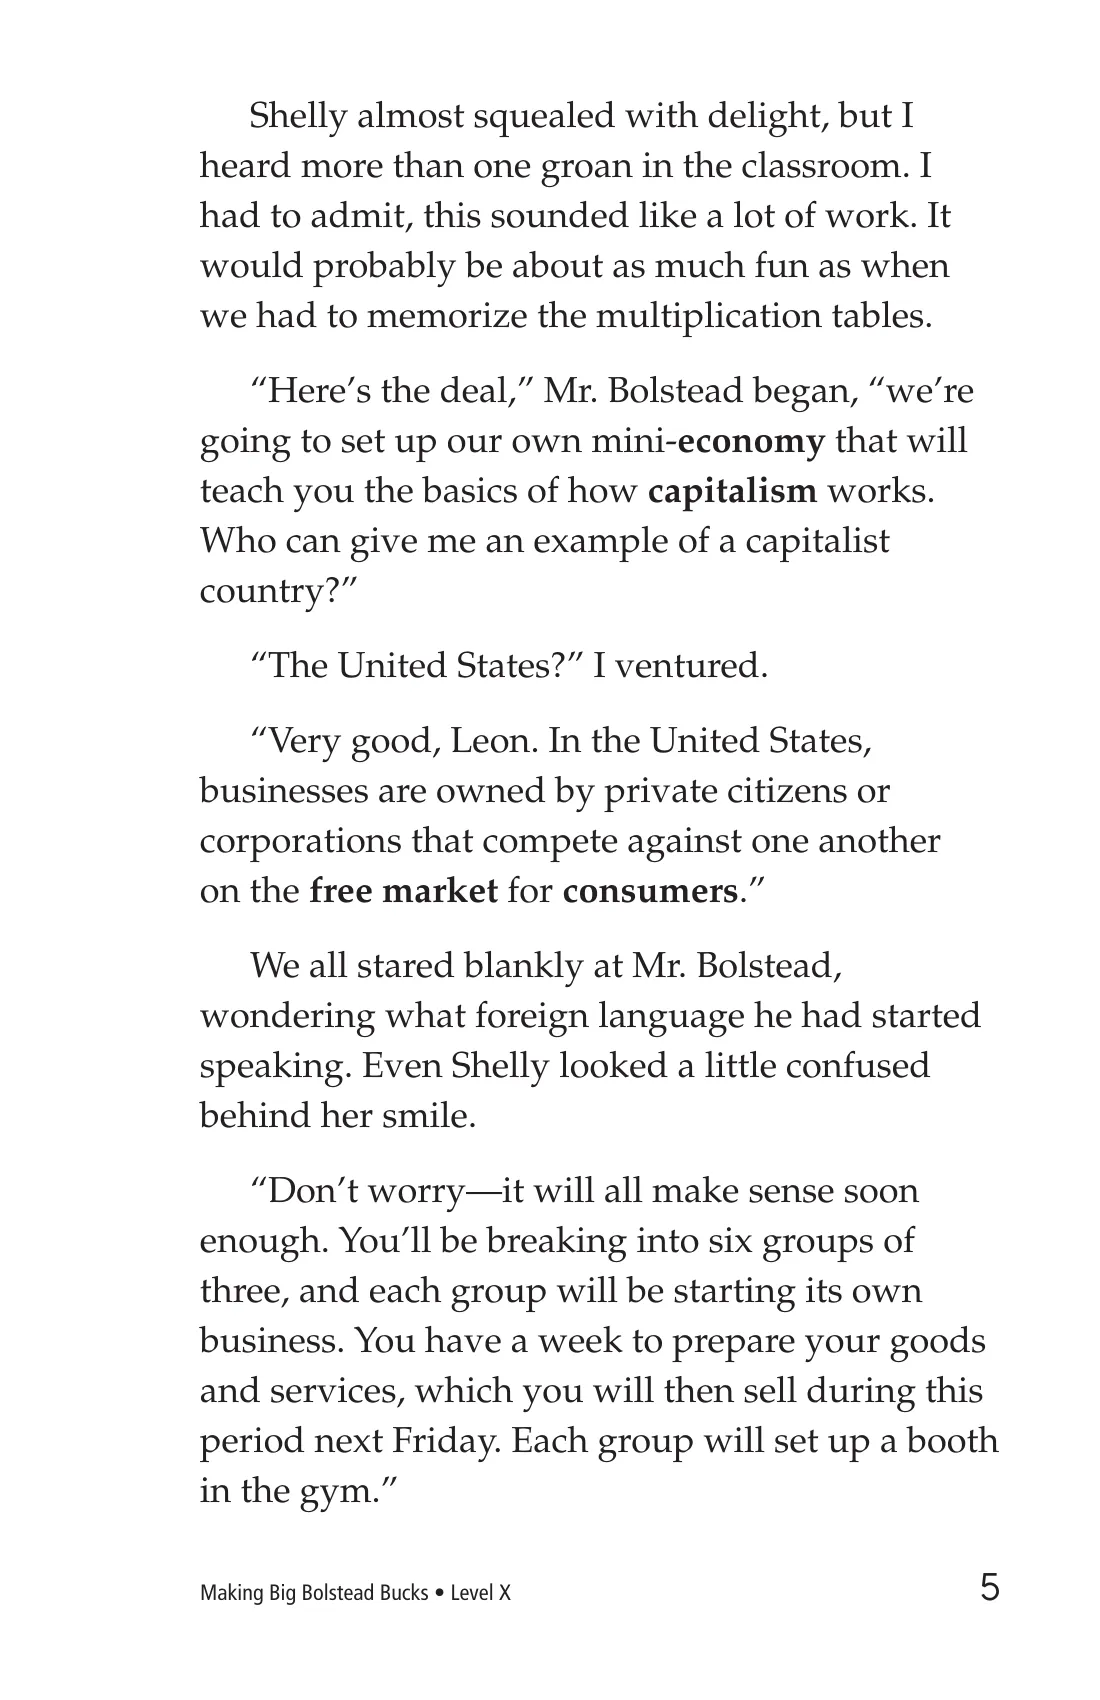 Shelly almost squealed with delight, but I
heard more than one groan in the classroom. I
had to admit, this sounded like a lot of work. It
would probably be about as much fun as when
we had to memorize the multiplication tables.
“Here’s the deal,” Mr. Bolstead began, “we’re
going to set up our own mini-economy that will
teach you the basics of how capitalism works.
Who can give me an example of a capitalist
country?”
“The United States?” I ventured.
“Very good, Leon. In the United States,
businesses are owned by private citizens or
corporations that compete against one another
on the free market for consumers.”
We all stared blankly at Mr. Bolstead,
wondering what foreign language he had started
speaking. Even Shelly looked a little confused
behind her smile.
“Don’t worry—it will all make sense soon
enough. You’ll be breaking into six groups of
three, and each group will be starting its own
business. You have a week to prepare your goods
and services, which you will then sell during this
period next Friday. Each group will set up a booth
in the gym.”
Making Big Bolstead Bucks • Level X
5